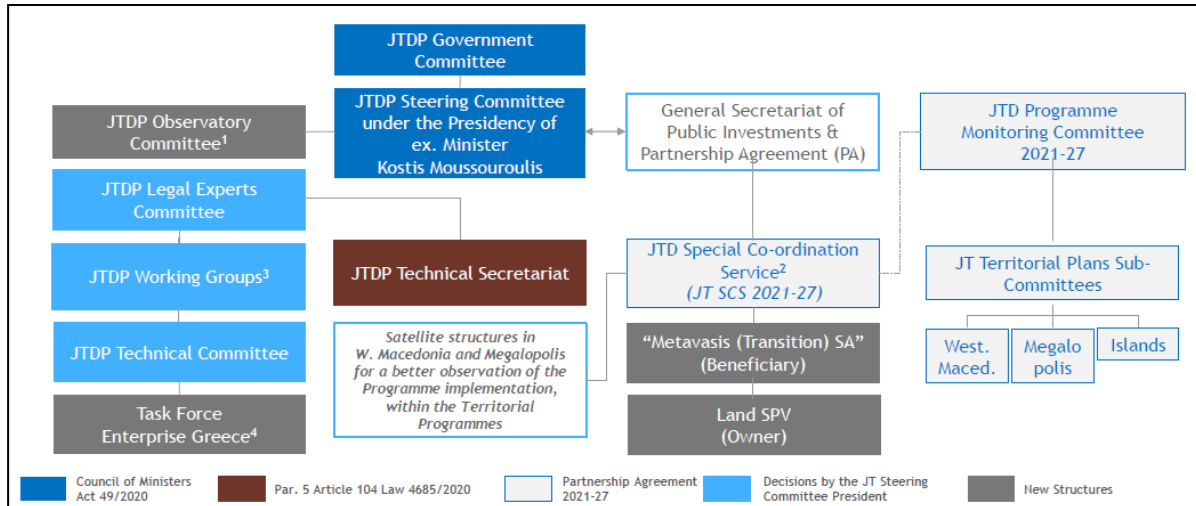 JTDP Government
Committee
JTDP Steering Committee
under the Presidency of
ex. Minister
Kostis Moussouroulis
JTDP Observatory
Committee¹
General Secretariat of
Public Investments &
Partnership Agreement (PA)
JTD Programme
Monitoring Committee
2021-27
JTDP Legal Experts
Committee
JTDP Working Groups³
JTDP Technical Committee
Task Force
Enterprise Greece⁴
JTDP Technical Secretariat
Satellite structures in
W. Macedonia and Megalopolis
for a better observation of the
Programme implementation,
within the Territorial
Programmes
JTD Special Co-ordination
Service²
(JT SCS 2021-27)
“Metavasis (Transition) SA”
(Beneficiary)
Land SPV
(Owner)
JT Territorial Plans Sub-
Committees
West.
Maced.
Megalo
polis
Islands
Council of Ministers
Act 49/2020
Par. 5 Article 104 Law 4685/2020
Partnership Agreement
2021-27
Decisions by the JT Steering
Committee President
New Structures